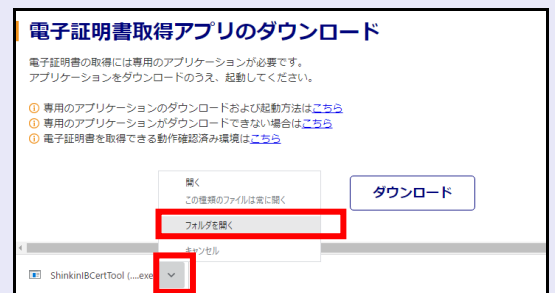 電子証明書取得アプリのダウンロード
電子証明書の取得には専用のアプリケーションが必要です。
アプリケーションをダウンロードのうえ、起動してください。
専用のアプリケーションのダウンロードおよび起動方法はこちら
専用のアプリケーションがダウンロードできない場合はこちら
電子証明書を取得できる動作確認済み環境はこちら
開く
この種類のファイルは常に開く
フォルダを開く
キャンセル
ダウンロード
ShinkinIBCertTool (....exe